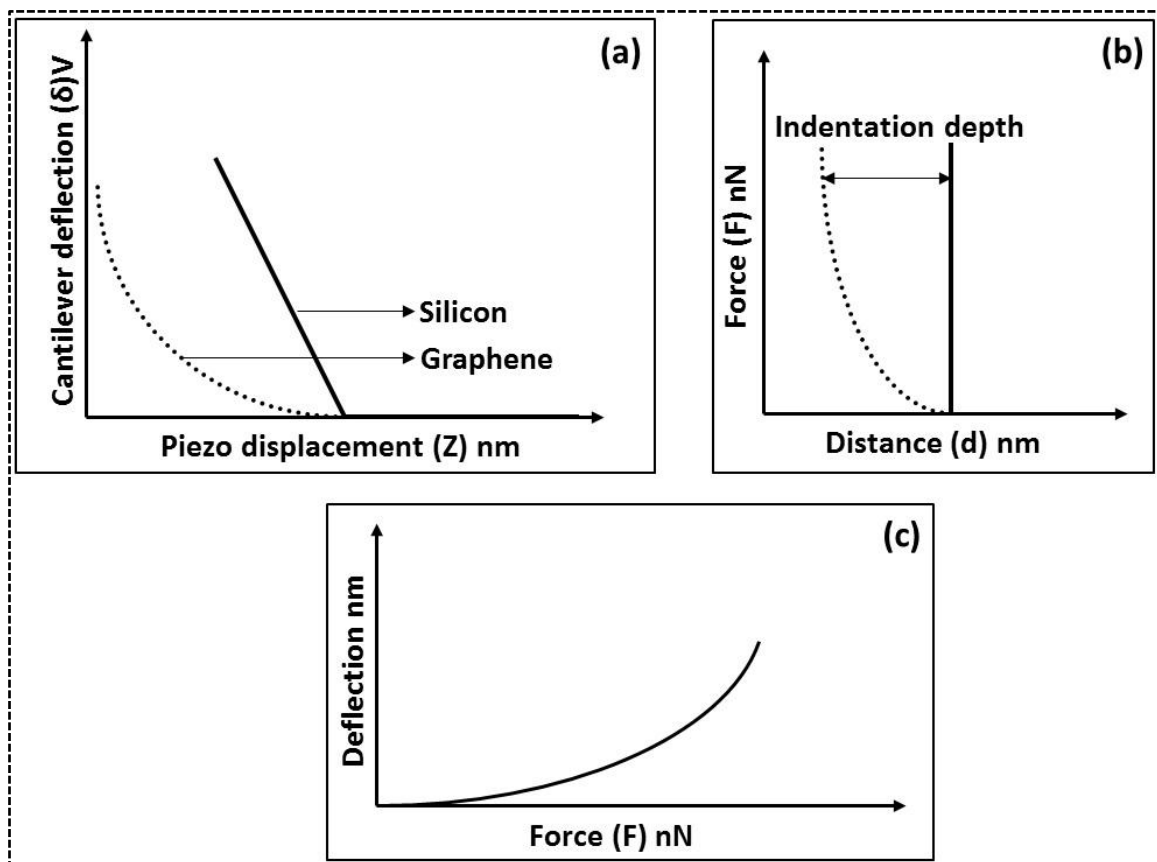 (a)
Cantilever deflection (δ)V
Silicon
Graphene
Piezo displacement (Z) nm
(b)
Indentation depth
Force (F) nN
Distance (d) nm
(c)
Deflection nm
Force (F) nN